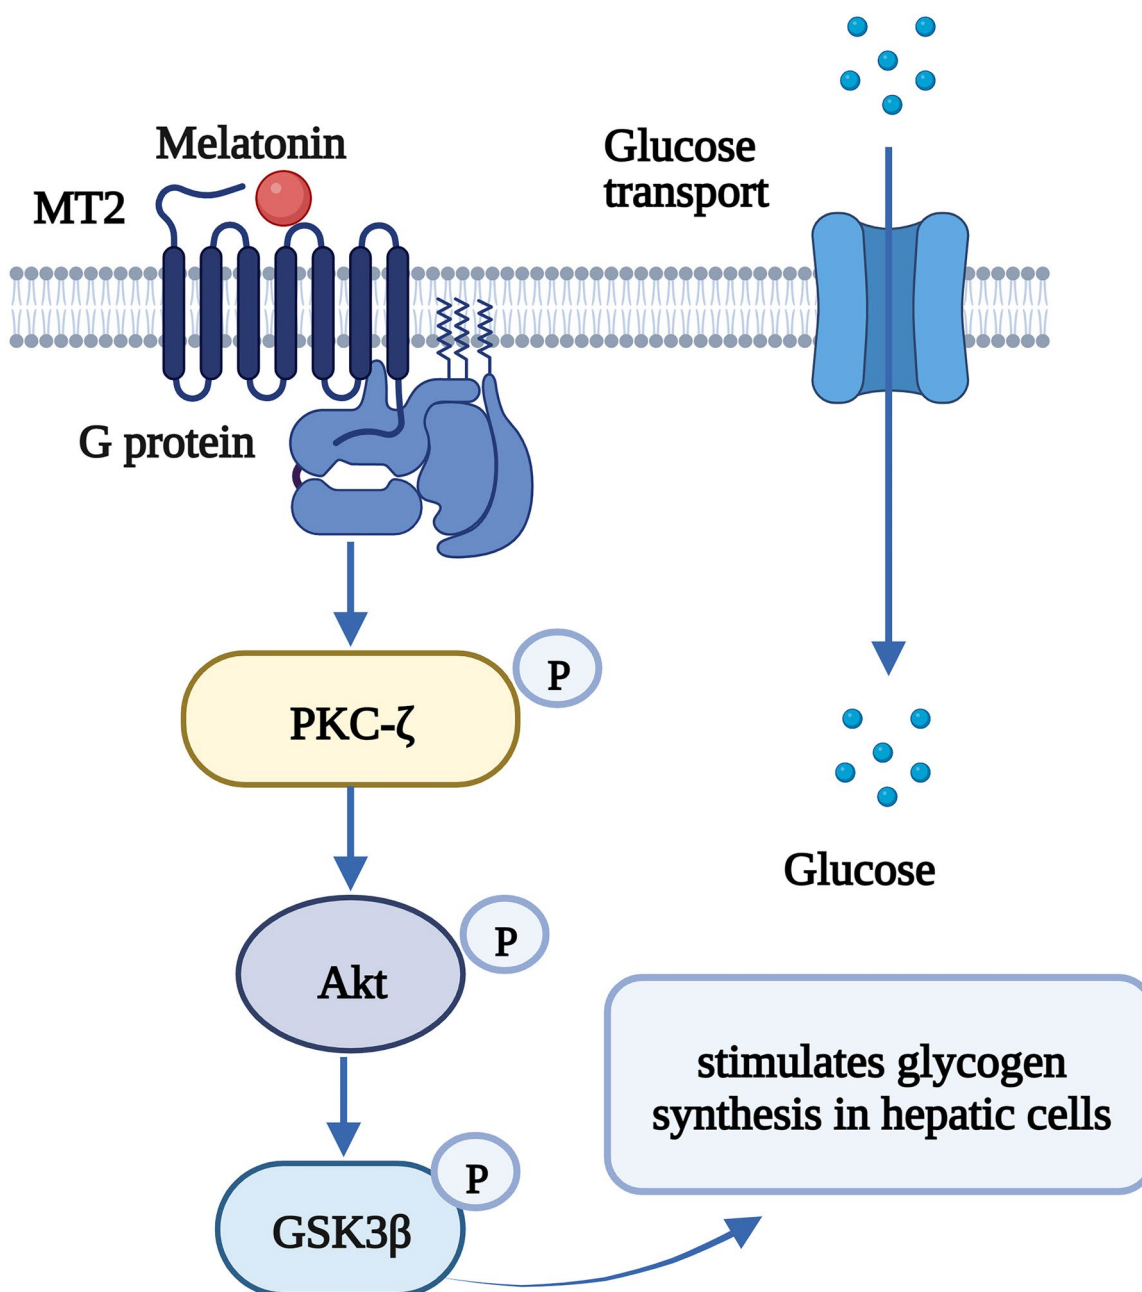 Melatonin
MT2
Glucose
transport
G protein
P
PKC-ζ
Glucose
P
Akt
stimulates glycogen
synthesis in hepatic cells
P
GSK3β